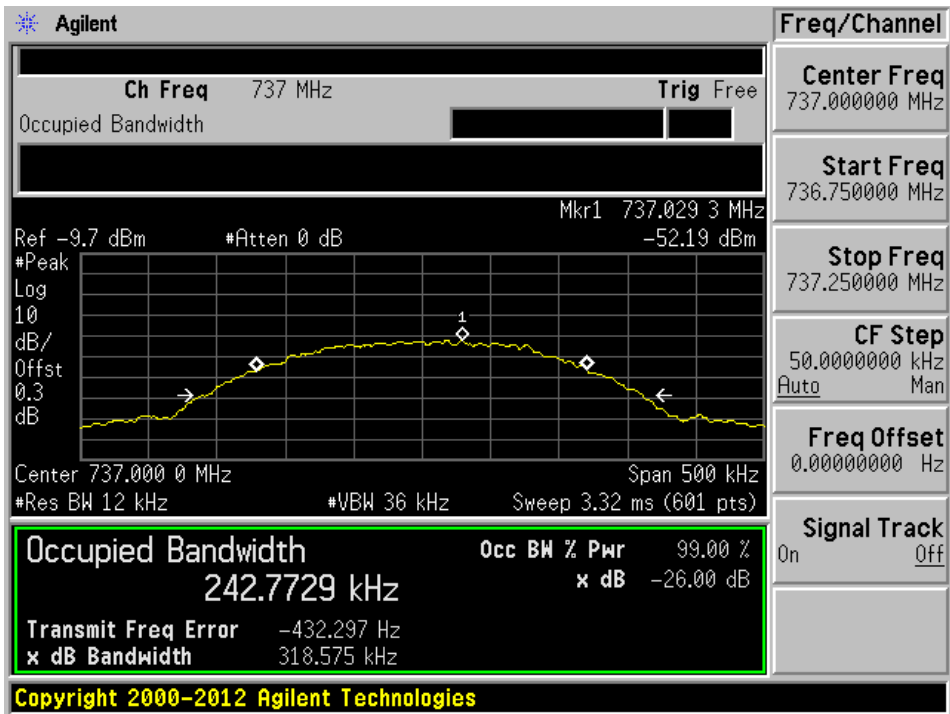 Agilent
Freq/Channel
Ch Freq 737 MHz Trig Free
Occupied Bandwidth
Center Freq
737.000000 MHz
Start Freq
736.750000 MHz
Stop Freq
737.250000 MHz
CF Step
50.0000000 kHz
Auto Man
Freq Offset
0.00000000 Hz
Signal Track
On Off
Mkr1 737.029 3 MHz
Ref -9.7 dBm #Atten 0 dB -52.19 dBm
#Peak
Log
10
dB/
Offst
0.3
dB
1
Center 737.000 0 MHz Span 500 kHz
#Res BW 12 kHz #VBW 36 kHz Sweep 3.32 ms (601 pts)
Occupied Bandwidth
242.7729 kHz
Occ BW % Pwr 99.00 %
x dB -26.00 dB
Transmit Freq Error -432.297 Hz
x dB Bandwidth 318.575 kHz
Copyright 2000-2012 Agilent Technologies